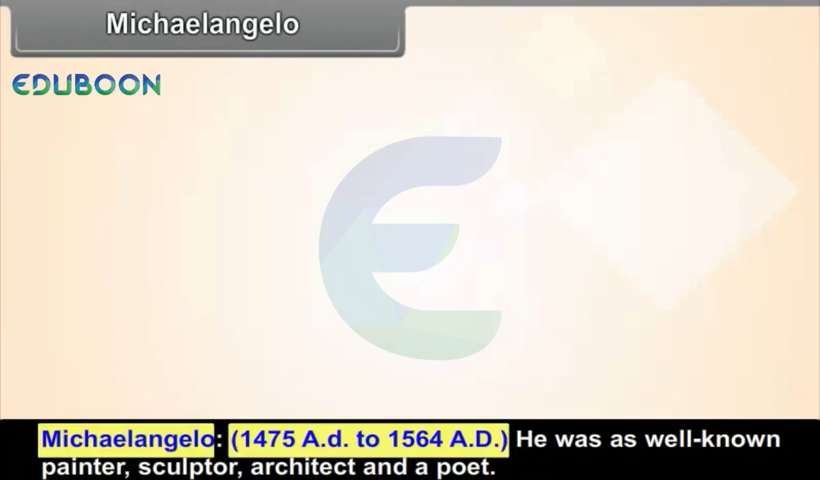 Michaelangelo
EDUBOON
Michaelangelo: (1475 A.d. to 1564 A.D.) He was as well-known
painter, sculptor, architect and a poet.